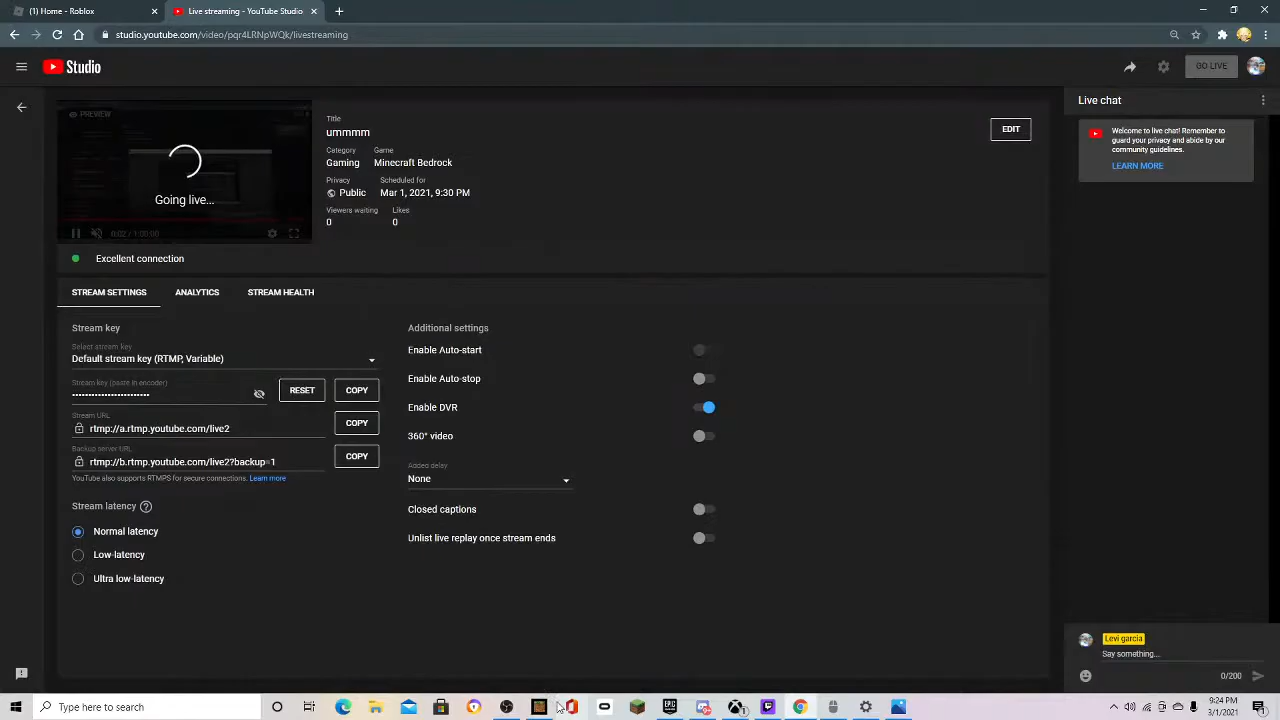 (1) Home - Roblox
Live streaming - YouTube Studio
studio.youtube.com/video/pqr4LRNpWQk/livestreaming
Studio
GO LIVE
PREVIEW
Going live...
0:02 / 1:00:00
Title
ummmm
EDIT
Category Game
Gaming Minecraft Bedrock
Privacy Scheduled for
Public Mar 1, 2021, 9:30 PM
Viewers waiting Likes
0 0
Excellent connection
STREAM SETTINGS ANALYTICS STREAM HEALTH
Stream key
Select stream key
Default stream key (RTMP, Variable)
Stream key (paste in encoder)
RESET COPY
Stream URL
rtmp://a.rtmp.youtube.com/live2
COPY
Backup server URL
rtmp://b.rtmp.youtube.com/live2?backup=1
COPY
YouTube also supports RTMPS for secure connections. Learn more
Stream latency
Normal latency
Low-latency
Ultra low-latency
Additional settings
Enable Auto-start
Enable Auto-stop
Enable DVR
360° video
Added delay
None
Closed captions
Unlist live replay once stream ends
Live chat
Welcome to live chat! Remember to
guard your privacy and abide by our
community guidelines.
LEARN MORE
Levi garcia
Say something...
0/200
Type here to search
9:24 PM
3/1/2021